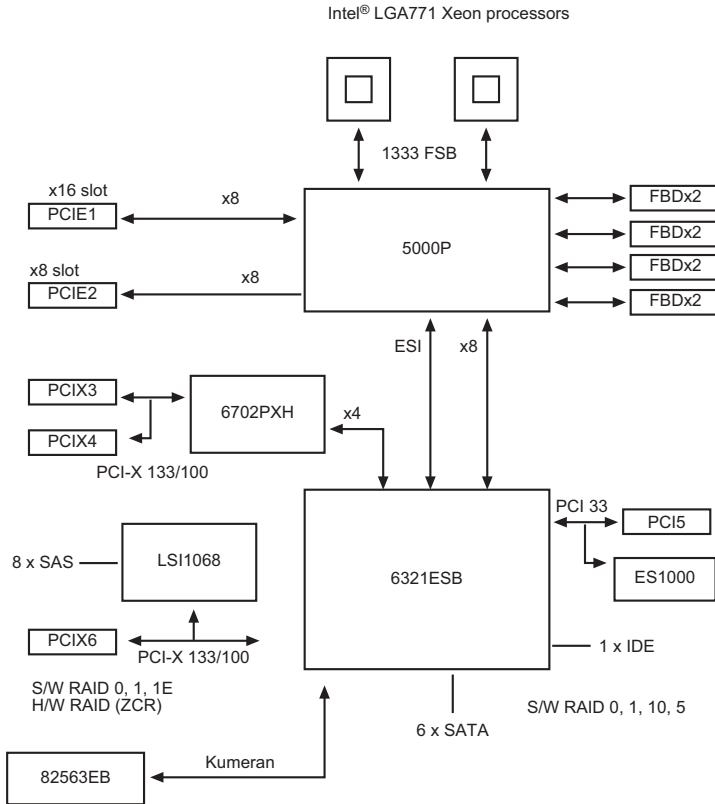 Intel® LGA771 Xeon processors
1333 FSB
x16 slot
PCIE1
x8
5000P
FBDx2
FBDx2
FBDx2
FBDx2
x8 slot
PCIE2
x8
ESI
x8
PCIX3
PCIX4
6702PXH
x4
PCI-X 133/100
PCI 33
PCI5
ES1000
8 x SAS
LSI1068
6321ESB
PCIX6
PCI-X 133/100
1 x IDE
S/W RAID 0, 1, 1E
H/W RAID (ZCR)
S/W RAID 0, 1, 10, 5
6 x SATA
Kumeran
82563EB